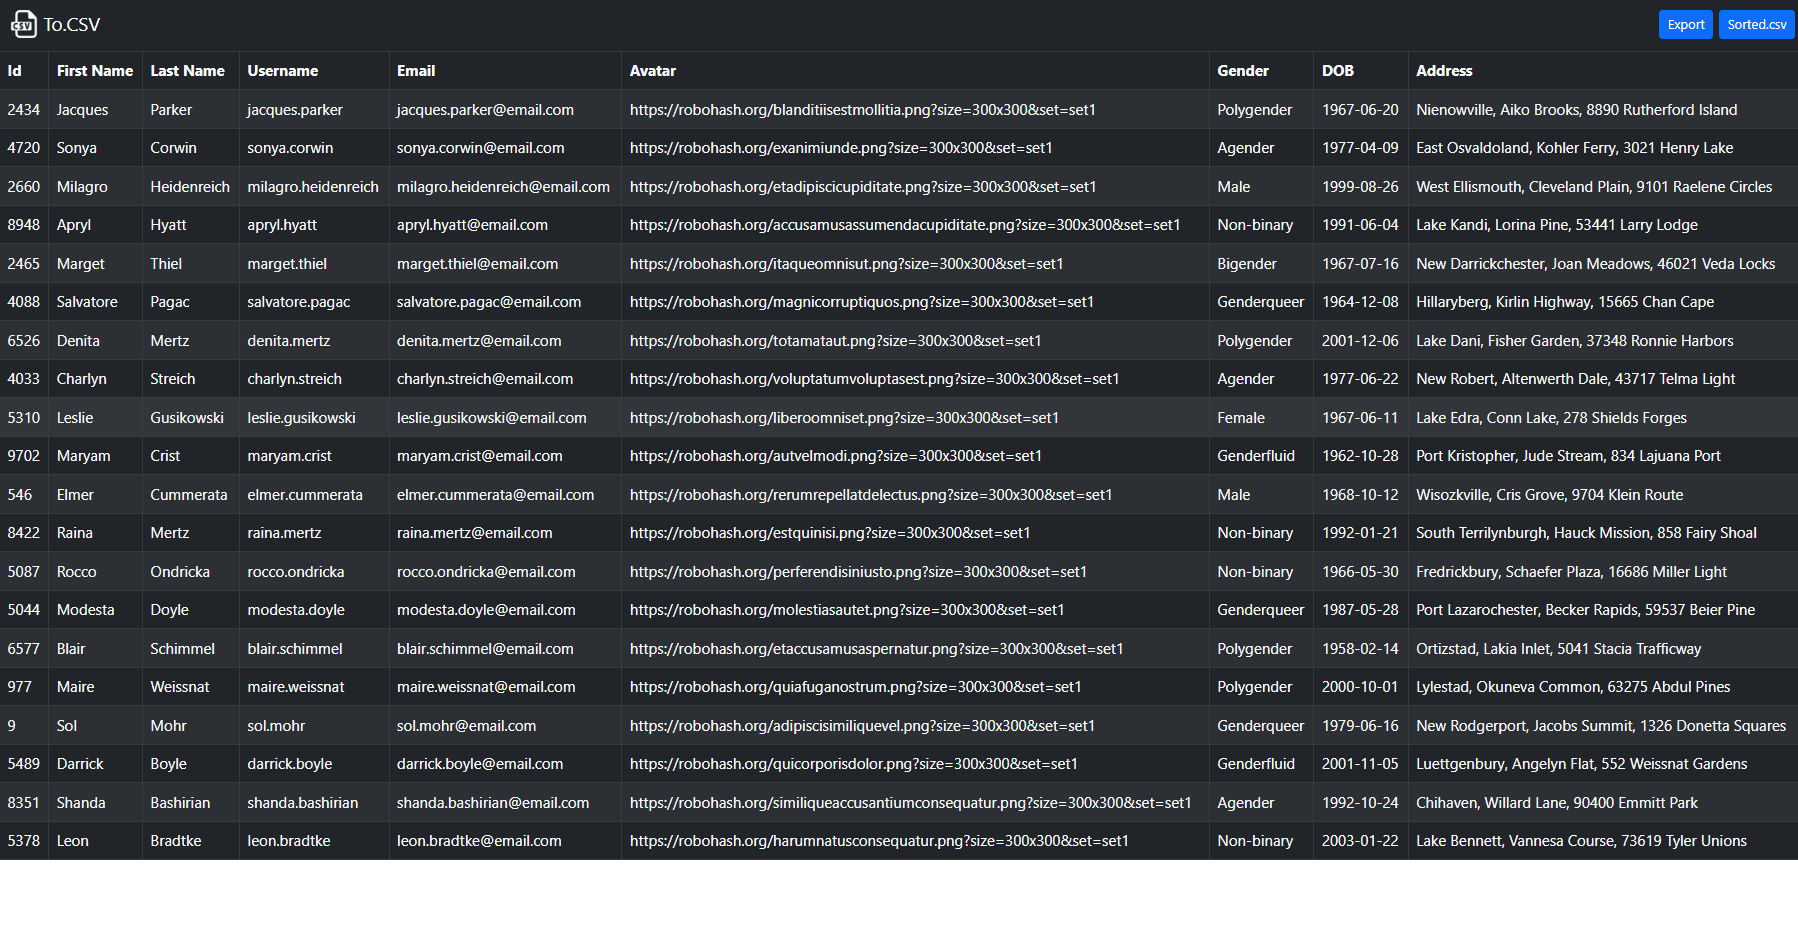 CSV To.CSV Export Sorted.csv
Id First Name Last Name Username Email Avatar Gender DOB Address
2434 Jacques Parker jacques.parker jacques.parker@email.com https://robohash.org/blanditiisestmollitia.png?size=300x300&set=set1 Polygender 1967-06-20 Nienowville, Aiko Brooks, 8890 Rutherford Island
4720 Sonya Corwin sonya.corwin sonya.corwin@email.com https://robohash.org/exanimiunde.png?size=300x300&set=set1 Agender 1977-04-09 East Osvaldoland, Kohler Ferry, 3021 Henry Lake
2660 Milagro Heidenreich milagro.heidenreich milagro.heidenreich@email.com https://robohash.org/etadipiscicupiditate.png?size=300x300&set=set1 Male 1999-08-26 West Ellismouth, Cleveland Plain, 9101 Raelene Circles
8948 Apryl Hyatt apryl.hyatt apryl.hyatt@email.com https://robohash.org/accusamusassumendacupiditate.png?size=300x300&set=set1 Non-binary 1991-06-04 Lake Kandi, Lorina Pine, 53441 Larry Lodge
2465 Marget Thiel marget.thiel marget.thiel@email.com https://robohash.org/itaqueomnisut.png?size=300x300&set=set1 Bigender 1967-07-16 New Darrickchester, Joan Meadows, 46021 Veda Locks
4088 Salvatore Pagac salvatore.pagac salvatore.pagac@email.com https://robohash.org/magnicorruptiquos.png?size=300x300&set=set1 Genderqueer 1964-12-08 Hillaryberg, Kirlin Highway, 15665 Chan Cape
6526 Denita Mertz denita.mertz denita.mertz@email.com https://robohash.org/totamataut.png?size=300x300&set=set1 Polygender 2001-12-06 Lake Dani, Fisher Garden, 37348 Ronnie Harbors
4033 Charlyn Streich charlyn.streich charlyn.streich@email.com https://robohash.org/voluptatumvoluptasest.png?size=300x300&set=set1 Agender 1977-06-22 New Robert, Altenwerth Dale, 43717 Telma Light
5310 Leslie Gusikowski leslie.gusikowski leslie.gusikowski@email.com https://robohash.org/liberoomniset.png?size=300x300&set=set1 Female 1967-06-11 Lake Edra, Conn Lake, 278 Shields Forges
9702 Maryam Crist maryam.crist maryam.crist@email.com https://robohash.org/autvelmodi.png?size=300x300&set=set1 Genderfluid 1962-10-28 Port Kristopher, Jude Stream, 834 Lajuana Port
546 Elmer Cummerata elmer.cummerata elmer.cummerata@email.com https://robohash.org/rerumrepellatdelectus.png?size=300x300&set=set1 Male 1968-10-12 Wisozkville, Cris Grove, 9704 Klein Route
8422 Raina Mertz raina.mertz raina.mertz@email.com https://robohash.org/estquinisi.png?size=300x300&set=set1 Non-binary 1992-01-21 South Terrilynburgh, Hauck Mission, 858 Fairy Shoal
5087 Rocco Ondricka rocco.ondricka rocco.ondricka@email.com https://robohash.org/perferendisiniusto.png?size=300x300&set=set1 Non-binary 1966-05-30 Fredrickbury, Schaefer Plaza, 16686 Miller Light
5044 Modesta Doyle modesta.doyle modesta.doyle@email.com https://robohash.org/molestiasautet.png?size=300x300&set=set1 Genderqueer 1987-05-28 Port Lazarochester, Becker Rapids, 59537 Beier Pine
6577 Blair Schimmel blair.schimmel blair.schimmel@email.com https://robohash.org/etaccusamusaspernatur.png?size=300x300&set=set1 Polygender 1958-02-14 Ortizstad, Lakia Inlet, 5041 Stacia Trafficway
977 Maire Weissnat maire.weissnat maire.weissnat@email.com https://robohash.org/quiafuganostrum.png?size=300x300&set=set1 Polygender 2000-10-01 Lylestad, Okuneva Common, 63275 Abdul Pines
9 Sol Mohr sol.mohr sol.mohr@email.com https://robohash.org/adipiscisimiliquevel.png?size=300x300&set=set1 Genderqueer 1979-06-16 New Rodgerport, Jacobs Summit, 1326 Donetta Squares
5489 Darrick Boyle darrick.boyle darrick.boyle@email.com https://robohash.org/quicorporisdolor.png?size=300x300&set=set1 Genderfluid 2001-11-05 Luettgenbury, Angelyn Flat, 552 Weissnat Gardens
8351 Shanda Bashirian shanda.bashirian shanda.bashirian@email.com https://robohash.org/similiqueaccusantiumconsequatur.png?size=300x300&set=set1 Agender 1992-10-24 Chihaven, Willard Lane, 90400 Emmitt Park
5378 Leon Bradtke leon.bradtke leon.bradtke@email.com https://robohash.org/harumnatusconsequatur.png?size=300x300&set=set1 Non-binary 2003-01-22 Lake Bennett, Vannesa Course, 73619 Tyler Unions